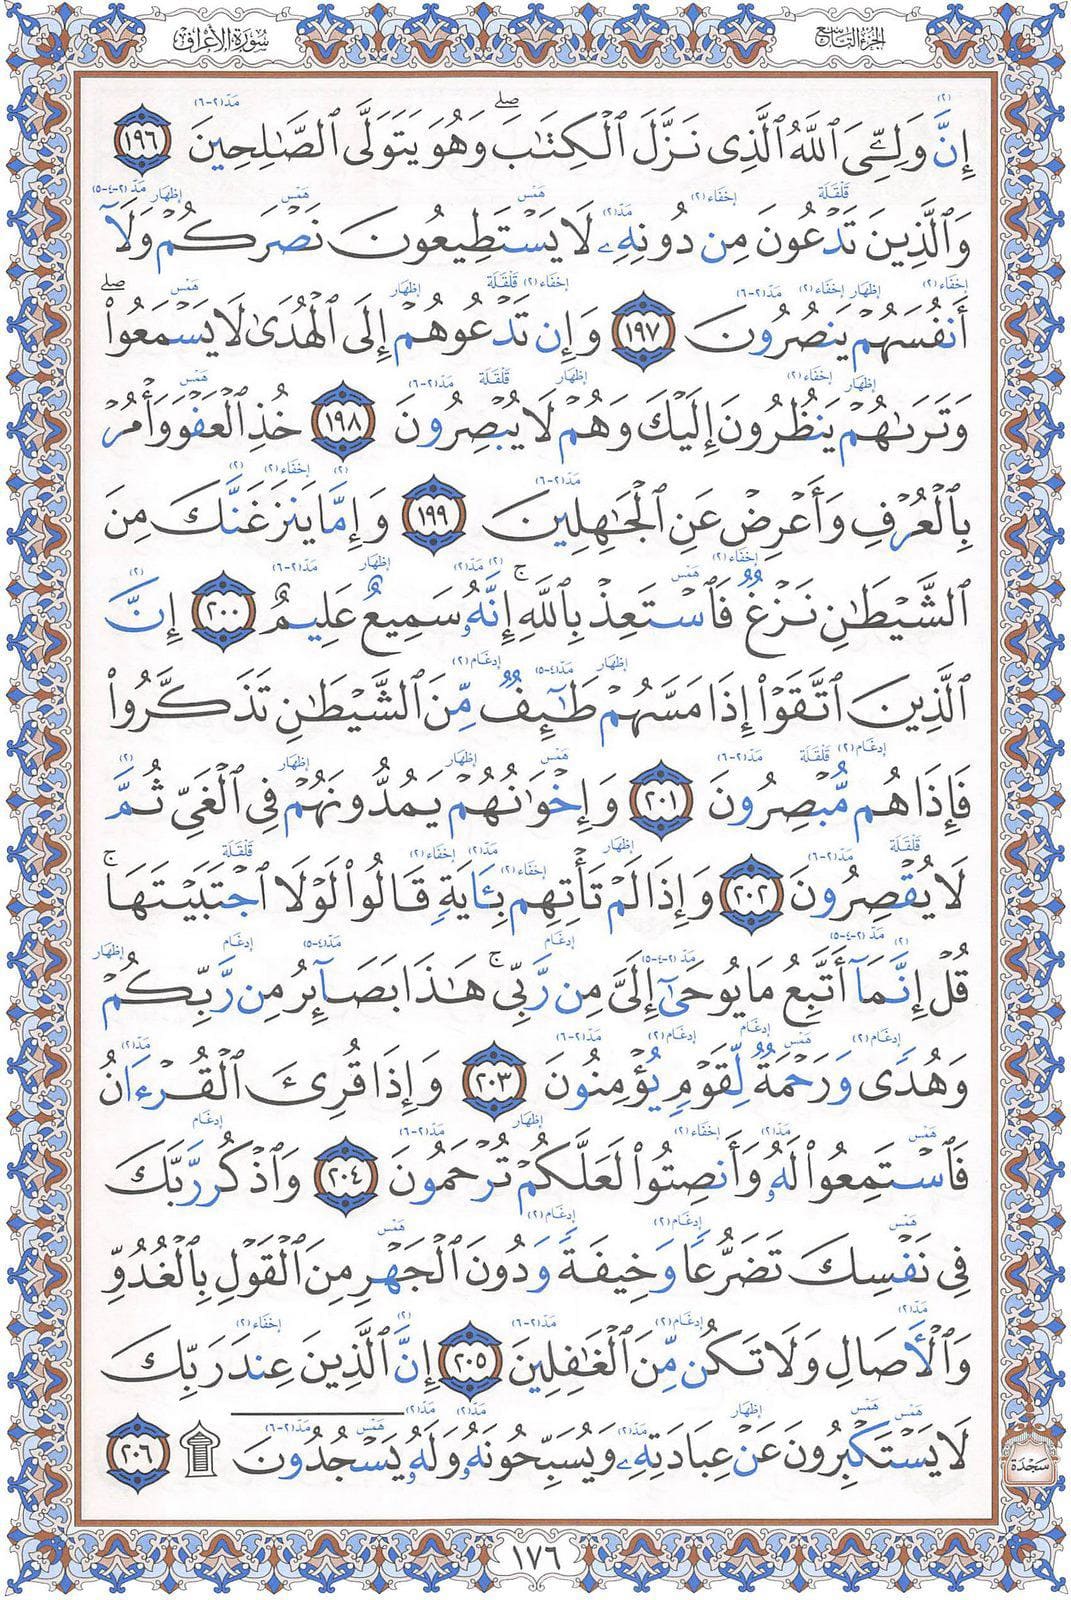 الجزء التاسع
سورة الأعراف
إِنَّ وَلِـِّۧىَ ٱللَّهُ ٱلَّذِى نَزَّلَ ٱلْكِتَٰبَ ۖ وَهُوَ يَتَوَلَّى ٱلصَّٰلِحِينَ ١٩٦
وَٱلَّذِينَ تَدْعُونَ مِن دُونِهِۦ لَا يَسْتَطِيعُونَ نَصْرَكُمْ وَلَآ
أَنفُسَهُمْ يَنصُرُونَ ١٩٧ وَإِن تَدْعُوهُمْ إِلَى ٱلْهُدَىٰ لَا يَسْمَعُوا۟ ۖ
وَتَرَىٰهُمْ يَنظُرُونَ إِلَيْكَ وَهُمْ لَا يُبْصِرُونَ ١٩٨ خُذِ ٱلْعَفْوَ وَأْمُرْ
بِٱلْعُرْفِ وَأَعْرِضْ عَنِ ٱلْجَٰهِلِينَ ١٩٩ وَإِمَّا يَنزَغَنَّكَ مِنَ
ٱلشَّيْطَٰنِ نَزْغٌ فَٱسْتَعِذْ بِٱللَّهِ ۚ إِنَّهُۥ سَمِيعٌ عَلِيمٌ ٢٠٠ إِنَّ
ٱلَّذِينَ ٱتَّقَوْا۟ إِذَا مَسَّهُمْ طَٰٓئِفٌ مِّنَ ٱلشَّيْطَٰنِ تَذَكَّرُوا۟
فَإِذَا هُم مُّبْصِرُونَ ٢٠١ وَإِخْوَٰنُهُمْ يَمُدُّونَهُمْ فِى ٱلْغَىِّ ثُمَّ
لَا يُقْصِرُونَ ٢٠٢ وَإِذَا لَمْ تَأْتِهِم بِـَٔايَةٍ قَالُوا۟ لَوْلَا ٱجْتَبَيْتَهَا ۚ
قُلْ إِنَّمَآ أَتَّبِعُ مَا يُوحَىٰٓ إِلَىَّ مِن رَّبِّى ۚ هَٰذَا بَصَآئِرُ مِن رَّبِّكُمْ
وَهُدًى وَرَحْمَةٌ لِّقَوْمٍ يُؤْمِنُونَ ٢٠٣ وَإِذَا قُرِئَ ٱلْقُرْءَانُ
فَٱسْتَمِعُوا۟ لَهُۥ وَأَنصِتُوا۟ لَعَلَّكُمْ تُرْحَمُونَ ٢٠٤ وَٱذْكُر رَّبَّكَ
فِى نَفْسِكَ تَضَرُّعًا وَخِيفَةً وَدُونَ ٱلْجَهْرِ مِنَ ٱلْقَوْلِ بِٱلْغُدُوِّ
وَٱلْـَٔاصَالِ وَلَا تَكُن مِّنَ ٱلْغَٰفِلِينَ ٢٠٥ إِنَّ ٱلَّذِينَ عِندَ رَبِّكَ
لَا يَسْتَكْبِرُونَ عَنْ عِبَادَتِهِۦ وَيُسَبِّحُونَهُۥ وَلَهُۥ يَسْجُدُونَ ۩ ٢٠٦
سَجْدَة
١٧٦